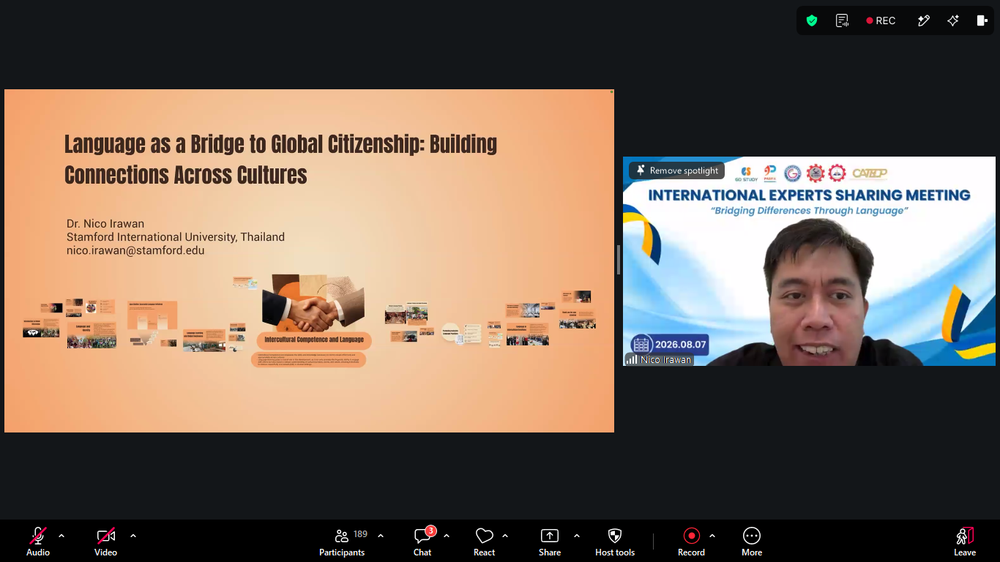 REC
Language as a Bridge to Global Citizenship: Building
Connections Across Cultures
Dr. Nico Irawan
Stamford International University, Thailand
nico.irawan@stamford.edu
Intercultural Competence and Language
Remove spotlight
GO STUDY
INTERNATIONAL EXPERTS SHARING MEETING
“Bridging Differences Through Language”
2026.08.07
Nico Irawan
Audio
Video
189
Participants
3
Chat
React
Share
Host tools
Record
More
Leave